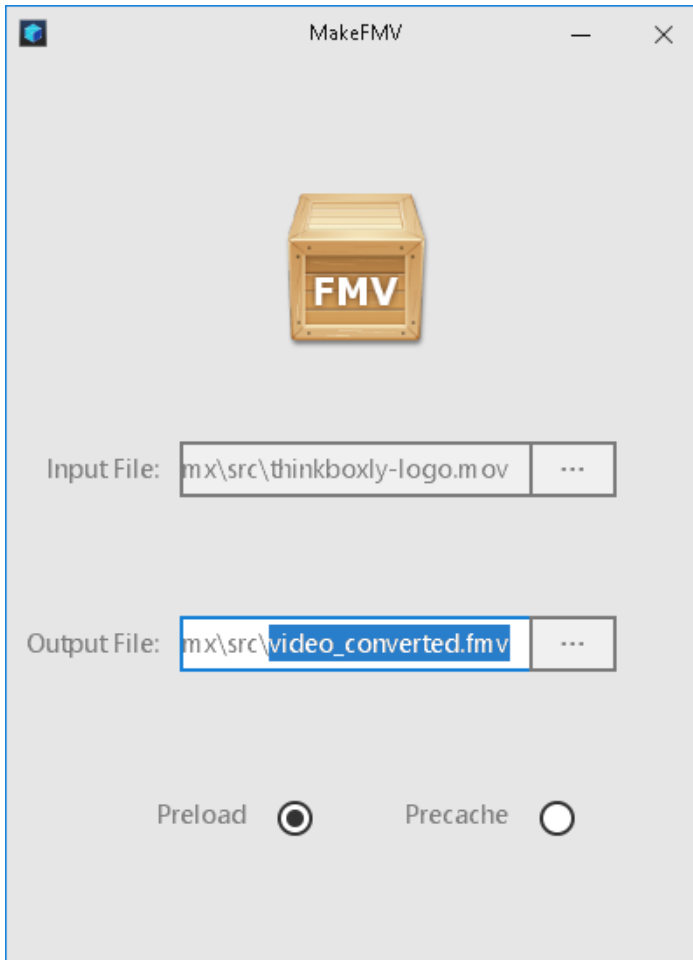 MakeFMV
FMV
Input File: mx\src\thinkboxly-logo.mov ...
Output File: mx\src\video_converted.fmv ...
Preload Precache